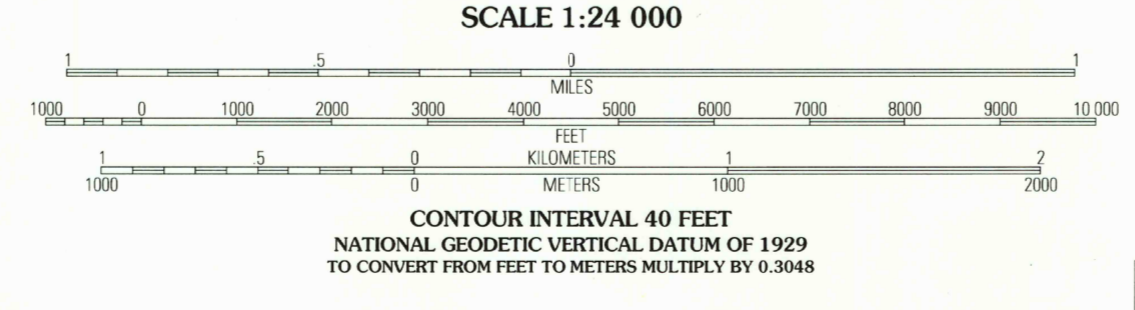 SCALE 1:24 000
1 .5 0 1
MILES
1000 0 1000 2000 3000 4000 5000 6000 7000 8000 9000 10 000
FEET
1 .5 0 KILOMETERS 1 2
1000 0 METERS 1000 2000
CONTOUR INTERVAL 40 FEET
NATIONAL GEODETIC VERTICAL DATUM OF 1929
TO CONVERT FROM FEET TO METERS MULTIPLY BY 0.3048